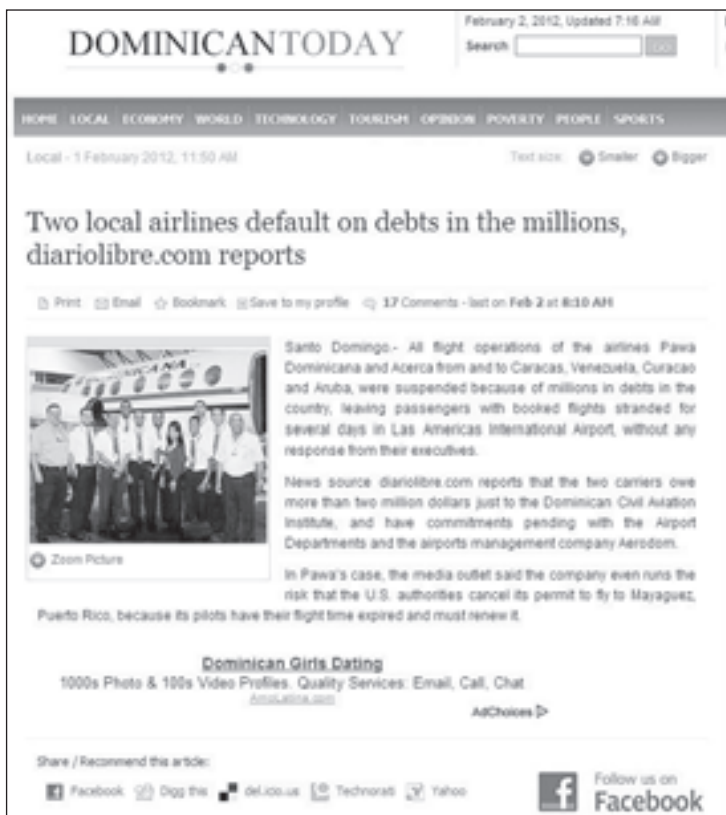 February 2, 2012, Updated 7:16 AM
DOMINICANTODAY
Search GO
HOME LOCAL ECONOMY WORLD TECHNOLOGY TOURISM OPINION POVERTY PEOPLE SPORTS
Local - 1 February 2012, 11:50 AM
Text size: Smaller Bigger
Two local airlines default on debts in the millions,
diariolibre.com reports
Print Email Bookmark Save to my profile 17 Comments - last on Feb 2 at 8:10 AM
Santo Domingo.- All flight operations of the airlines Pawa
Dominicana and Acerca from and to Caracas, Venezuela, Curacao
and Aruba, were suspended because of millions in debts in the
country, leaving passengers with booked flights stranded for
several days in Las Americas International Airport, without any
response from their executives.
News source diariolibre.com reports that the two carriers owe
more than two million dollars just to the Dominican Civil Aviation
Institute, and have commitments pending with the Airport
Departments and the airports management company Aerodom.
Zoom Picture
In Pawa's case, the media outlet said the company even runs the
risk that the U.S. authorities cancel its permit to fly to Mayaguez,
Puerto Rico, because its pilots have their flight time expired and must renew it.
Dominican Girls Dating
1000s Photo & 100s Video Profiles. Quality Services: Email, Call, Chat
AmoLatina.com
AdChoices
Share / Recommend this article:
Facebook Digg this del.icio.us Technorati Yahoo
Follow us on
Facebook